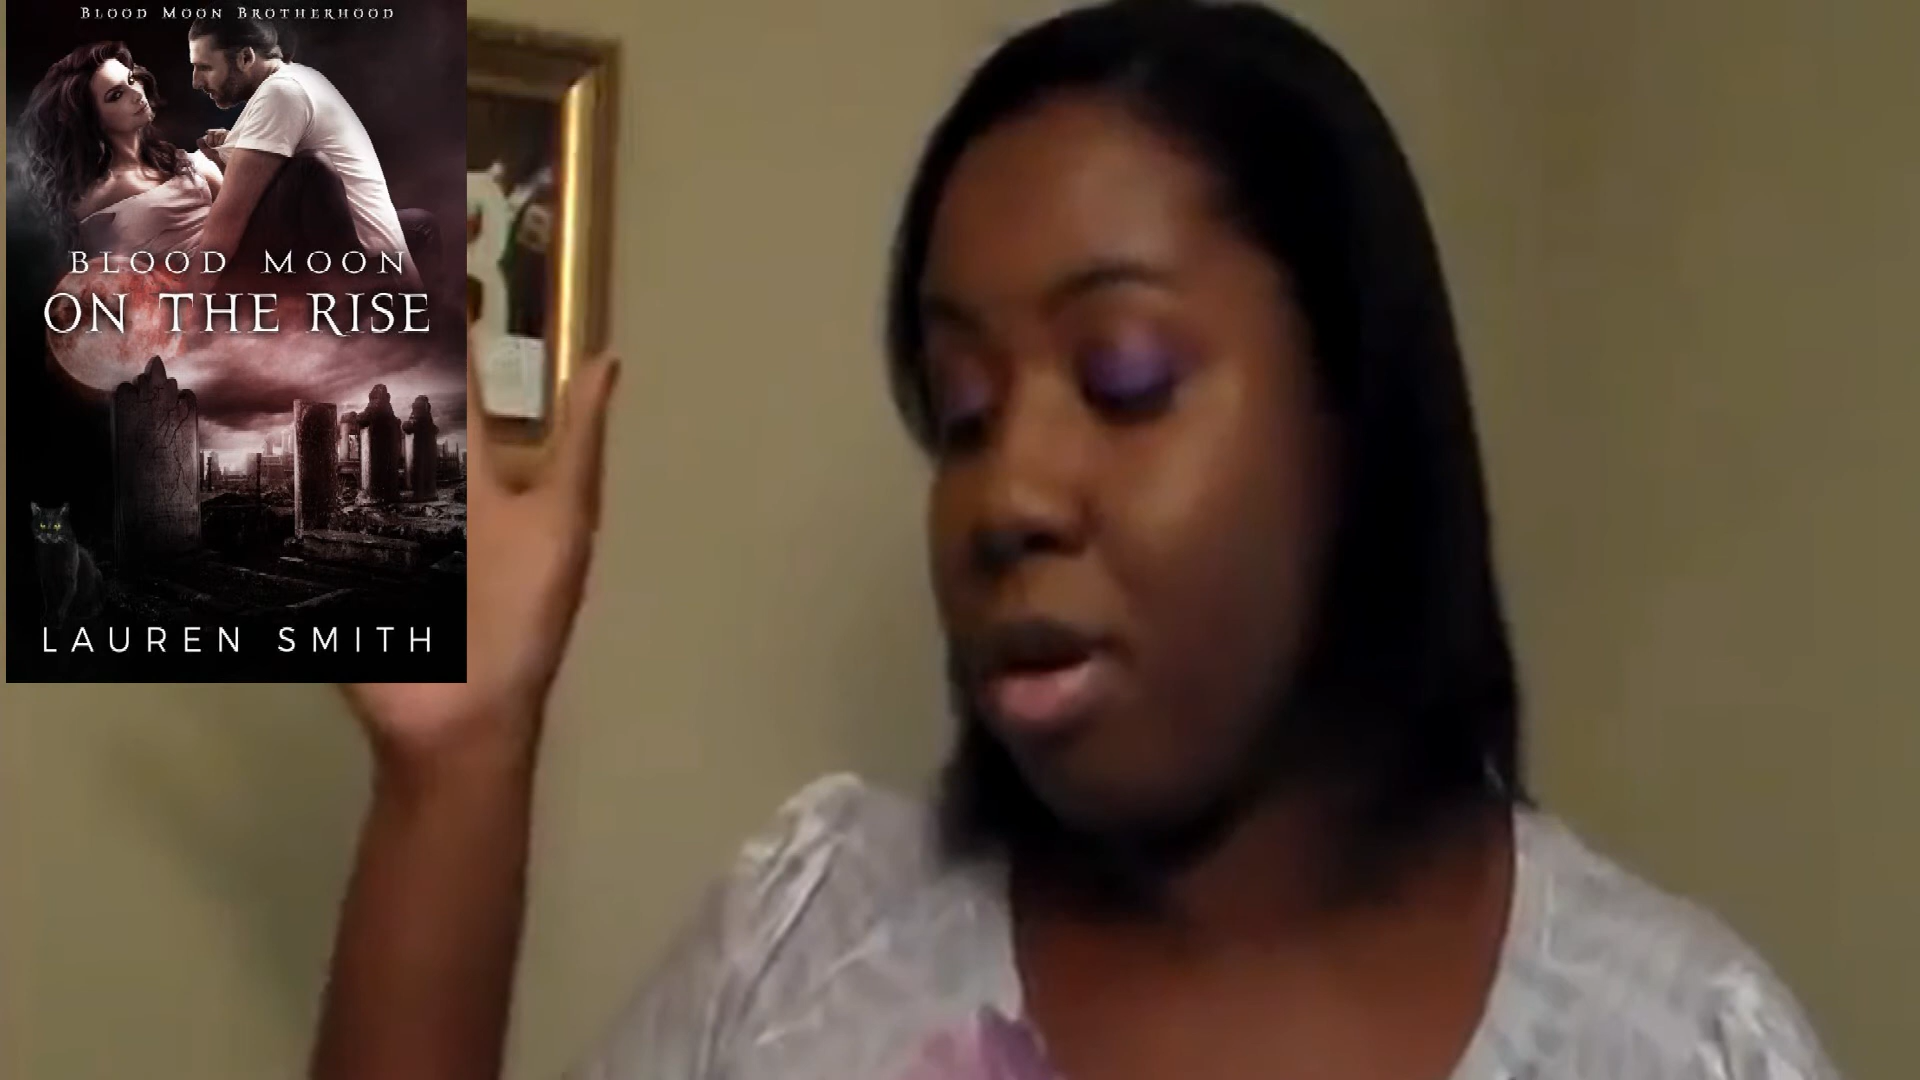 BLOOD MOON BROTHERHOOD
BLOOD MOON
ON THE RISE
LAUREN SMITH